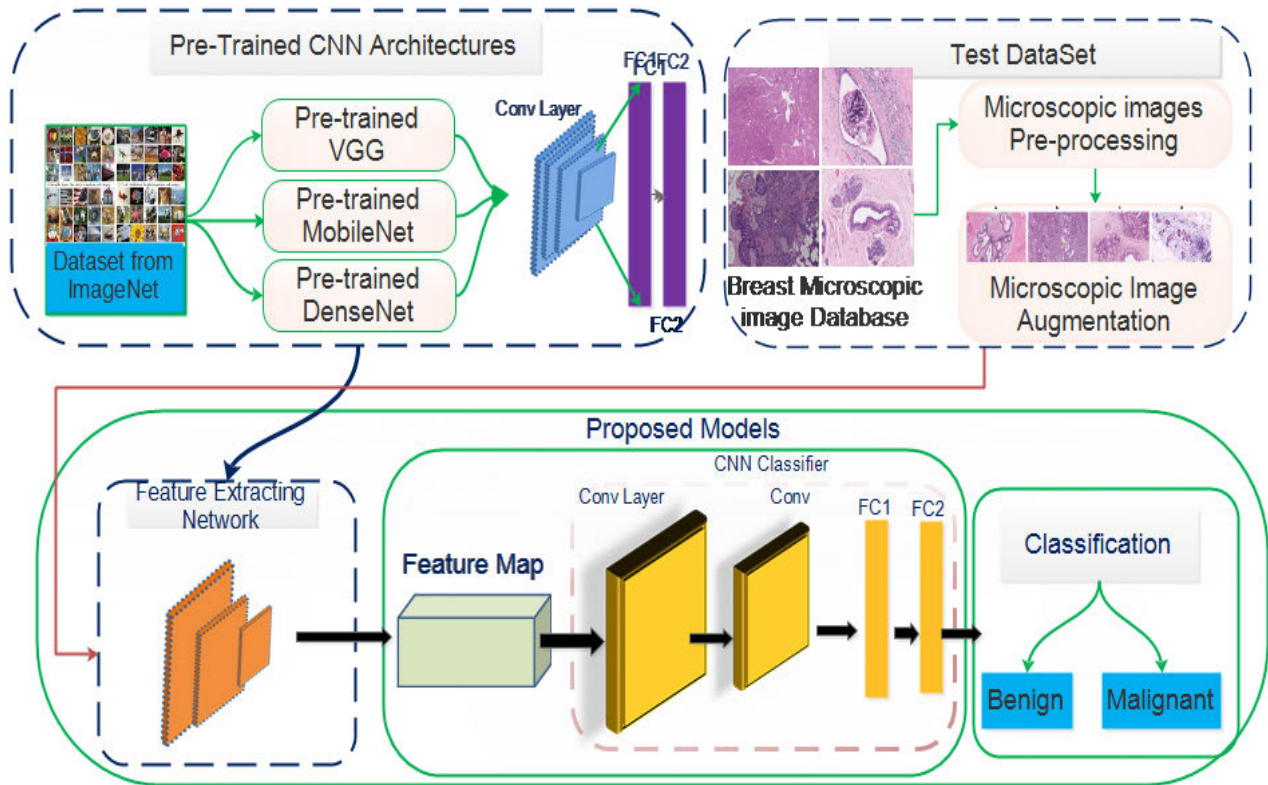 Pre-Trained CNN Architectures
Dataset from
ImageNet
Pre-trained
VGG
Pre-trained
MobileNet
Pre-trained
DenseNet
Conv Layer
FC1 FC2
FC1
FC2
Test DataSet
Breast Microscopic
image Database
Microscopic images
Pre-processing
Microscopic Image
Augmentation
Proposed Models
Feature Extracting
Network
Feature Map
CNN Classifier
Conv Layer
Conv
FC1
FC2
Classification
Benign
Malignant